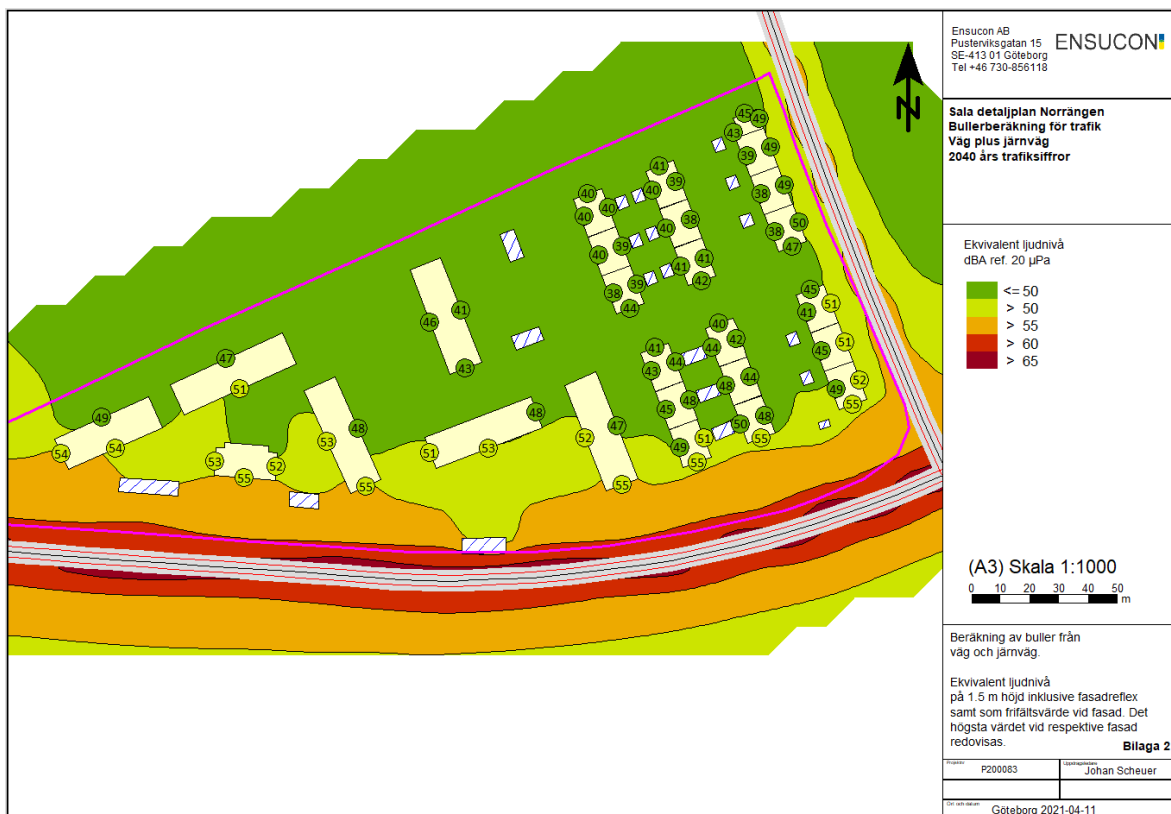 Ensucon AB
Pusterviksgatan 15
SE-413 01 Göteborg
Tel +46 730-856118
ENSUCON
N
Sala detaljplan Norrängen
Bullerberäkning för trafik
Väg plus järnväg
2040 års trafiksiffror
Ekvivalent ljudnivå
dBA ref. 20 µPa
<= 50
> 50
> 55
> 60
> 65
45 49
43 49
39
38 49
50
38 47
41
39
40
38
40
41
41 42
40
40
40
39
40
39
38
44
45
41 51
45 51
52
49 55
40
44 42
44
48
48
50 55
41
43 44
45 48
49 51
55
46 41
43
47
51
49
54 54
53 52
55
53 48
55
51 53 48
52 47
55
(A3) Skala 1:1000
0 10 20 30 40 50
m
Beräkning av buller från
väg och järnväg.
Ekvivalent ljudnivå
på 1.5 m höjd inklusive fasadreflex
samt som frifältsvärde vid fasad. Det
högsta värdet vid respektive fasad
redovisas.
Bilaga 2
P200083
Johan Scheuer
Göteborg 2021-04-11